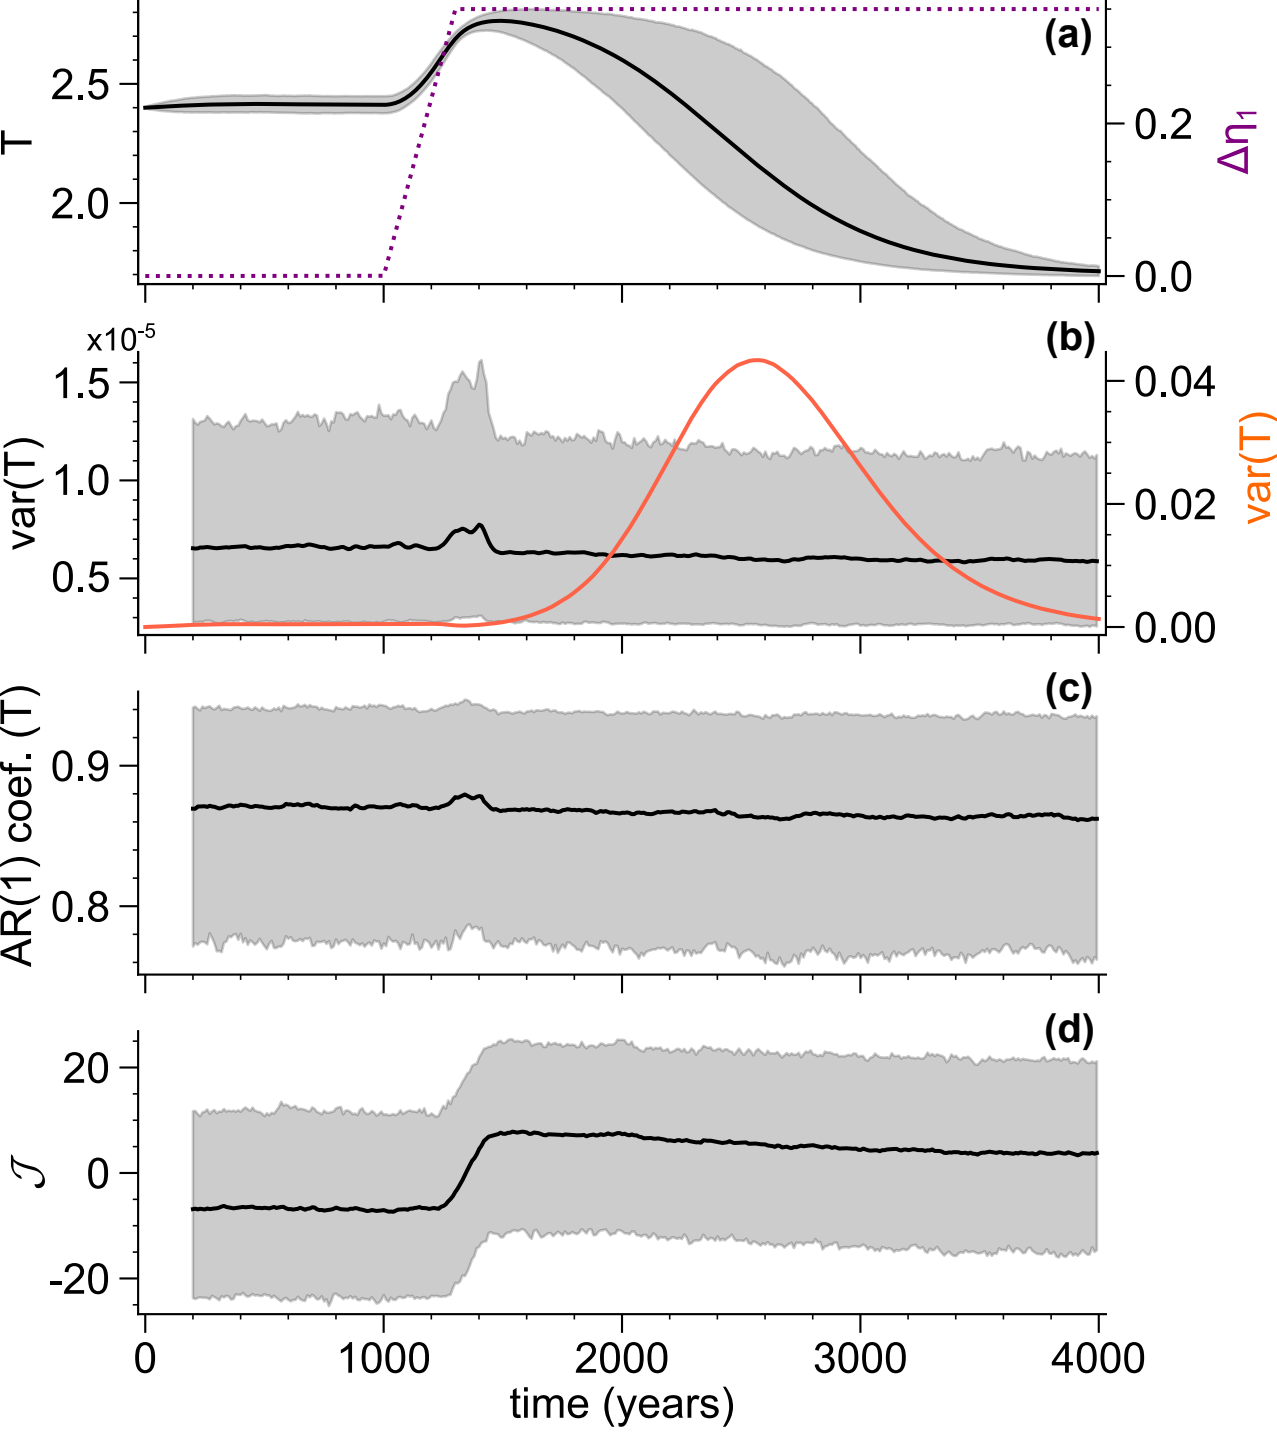 (a)
2.5
2.0
T
0.2
0.0
Δη₁
(b)
x10⁻⁵
1.5
1.0
0.5
var(T)
0.04
0.02
0.00
var(T)
(c)
0.9
0.8
AR(1) coef. (T)
(d)
20
0
-20
𝒥
0 1000 2000 3000 4000
time (years)